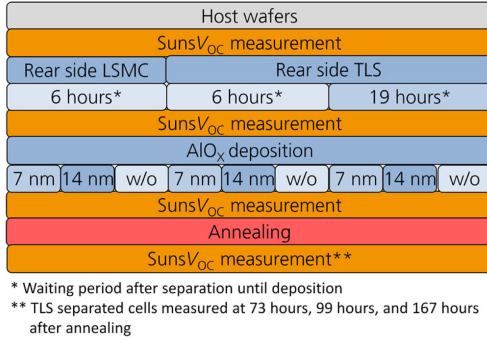 Host wafers
SunsVOC measurement
Rear side LSMC Rear side TLS
6 hours* 6 hours* 19 hours*
SunsVOC measurement
AlOX deposition
7 nm 14 nm w/o 7 nm 14 nm w/o 7 nm 14 nm w/o
SunsVOC measurement
Annealing
SunsVOC measurement**
* Waiting period after separation until deposition
** TLS separated cells measured at 73 hours, 99 hours, and 167 hours
after annealing